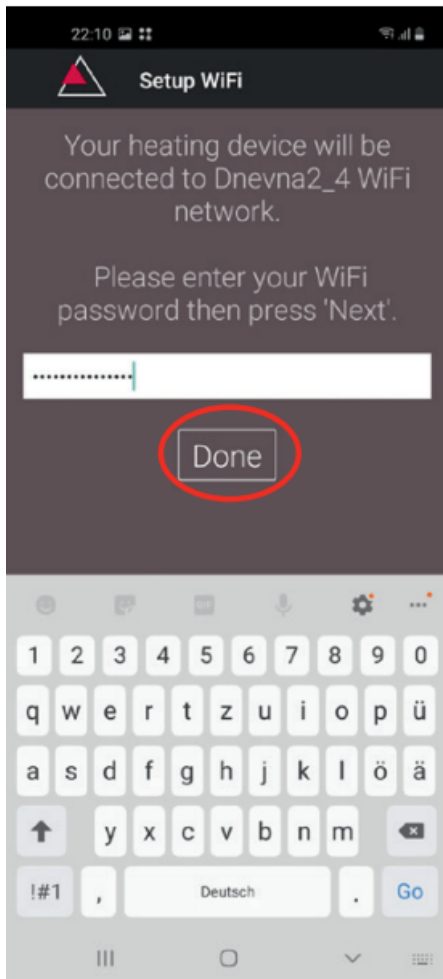 22:10
Setup WiFi
Your heating device will be
connected to Dnevna2_4 WiFi
network.
Please enter your WiFi
password then press 'Next'.
•••••••••••••••
Done
GIF
1 2 3 4 5 6 7 8 9 0
q w e r t z u i o p ü
a s d f g h j k l ö ä
y x c v b n m
!#1 , Deutsch . Go